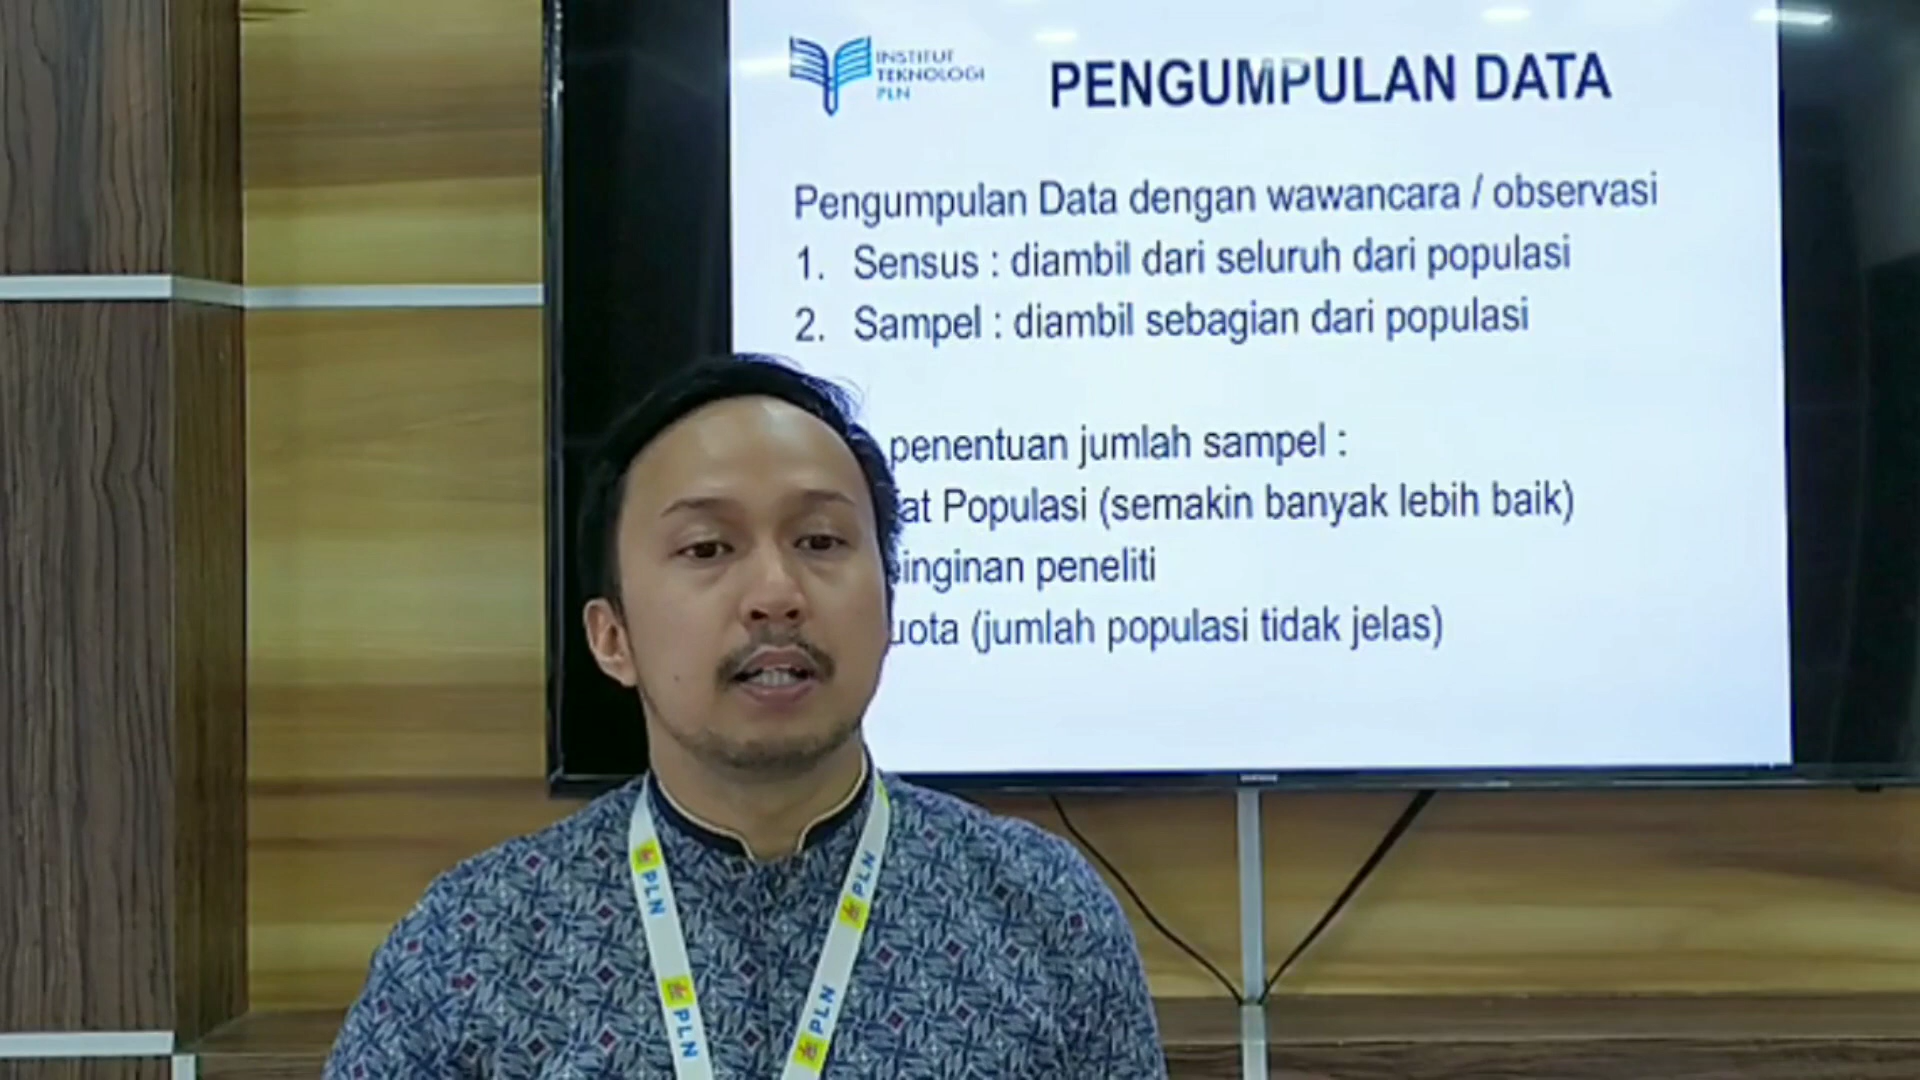 INSTITUT
TEKNOLOGI
PLN
PENGUMPULAN DATA
Pengumpulan Data dengan wawancara / observasi
1. Sensus : diambil dari seluruh dari populasi
2. Sampel : diambil sebagian dari populasi
penentuan jumlah sampel :
Populasi (semakin banyak lebih baik)
peneliti
(jumlah populasi tidak jelas)
PLN
PLN
PLN
PLN